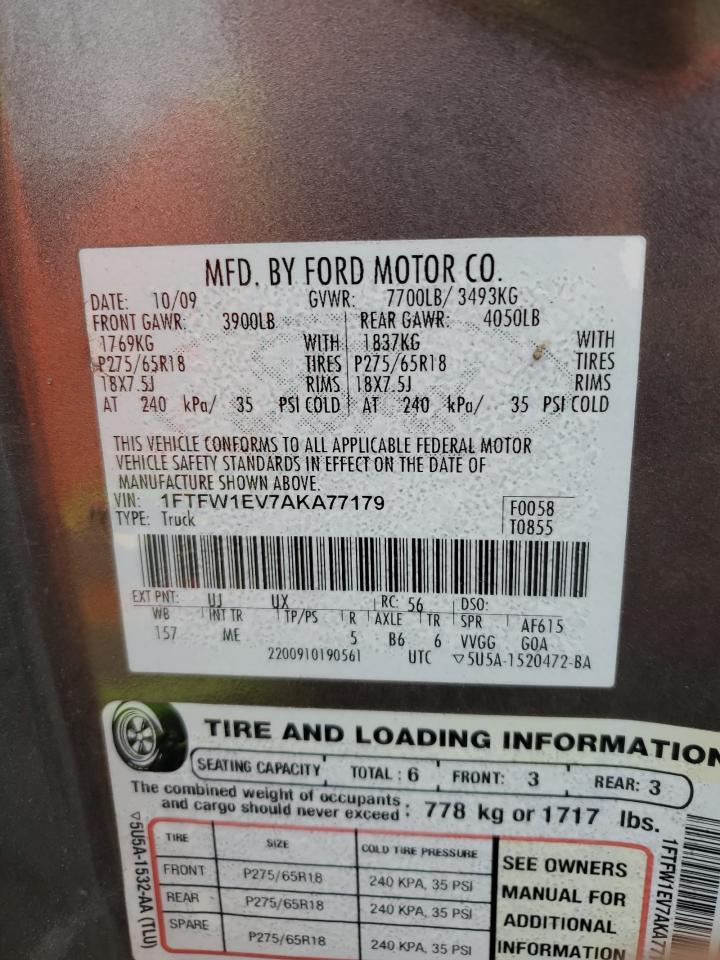 MFD. BY FORD MOTOR CO.
DATE: 10/09 GVWR: 7700LB/ 3493KG
FRONT GAWR: 3900LB REAR GAWR: 4050LB
1769KG WITH 1837KG WITH
P275/65R18 TIRES P275/65R18 TIRES
18X7.5J RIMS 18X7.5J RIMS
AT 240 kPa/ 35 PSI COLD AT 240 kPa/ 35 PSI COLD
THIS VEHICLE CONFORMS TO ALL APPLICABLE FEDERAL MOTOR
VEHICLE SAFETY STANDARDS IN EFFECT ON THE DATE OF
MANUFACTURE SHOWN ABOVE.
VIN: 1FTFW1EV7AKA77179
TYPE: Truck
F0058
T0855
EXT PNT: UJ UX RC: 56 DSO:
WB INT TR TP/PS R AXLE TR SPR AF615
157 ME 5 B6 6 VVGG GQA
2200910190561 UTC ▽5U5A-1520472-BA
TIRE AND LOADING INFORMATION
SEATING CAPACITY TOTAL : 6 FRONT: 3 REAR: 3
The combined weight of occupants
and cargo should never exceed : 778 kg or 1717 lbs.
TIRE SIZE COLD TIRE PRESSURE
FRONT P275/65R18 240 KPA, 35 PSI
REAR P275/65R18 240 KPA, 35 PSI
SPARE P275/65R18 240 KPA, 35 PSI
SEE OWNERS
MANUAL FOR
ADDITIONAL
INFORMATION
▽5U5A-1532-AA (TLU)
1FTFW1EV7AKA77